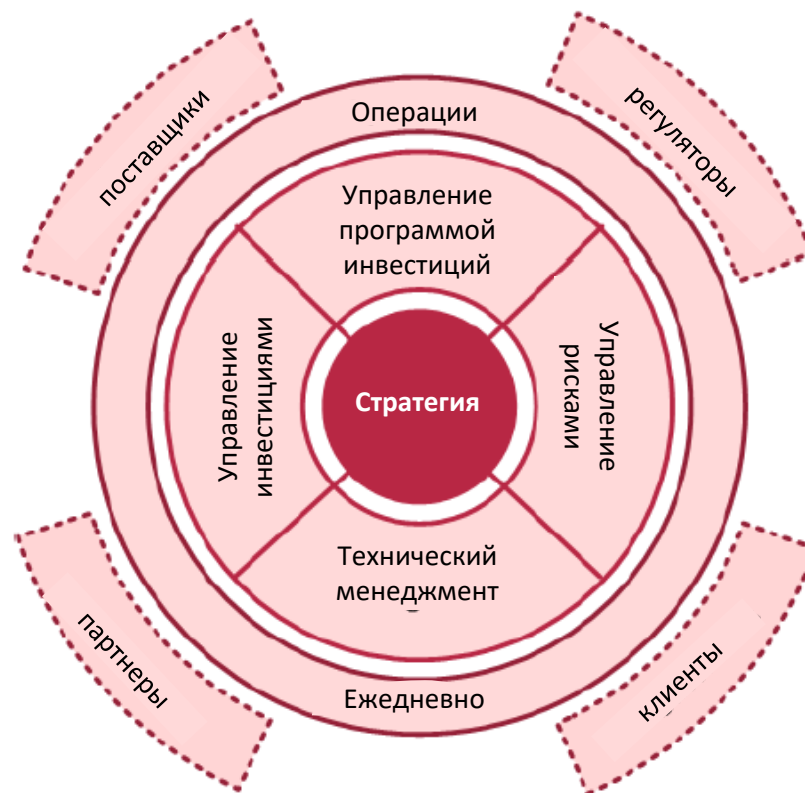 поставщики
регуляторы
Операции
Управление
программой
инвестиций
Управление
инвестициями
Стратегия
Управление
рисками
Технический
менеджмент
Ежедневно
партнеры
клиенты